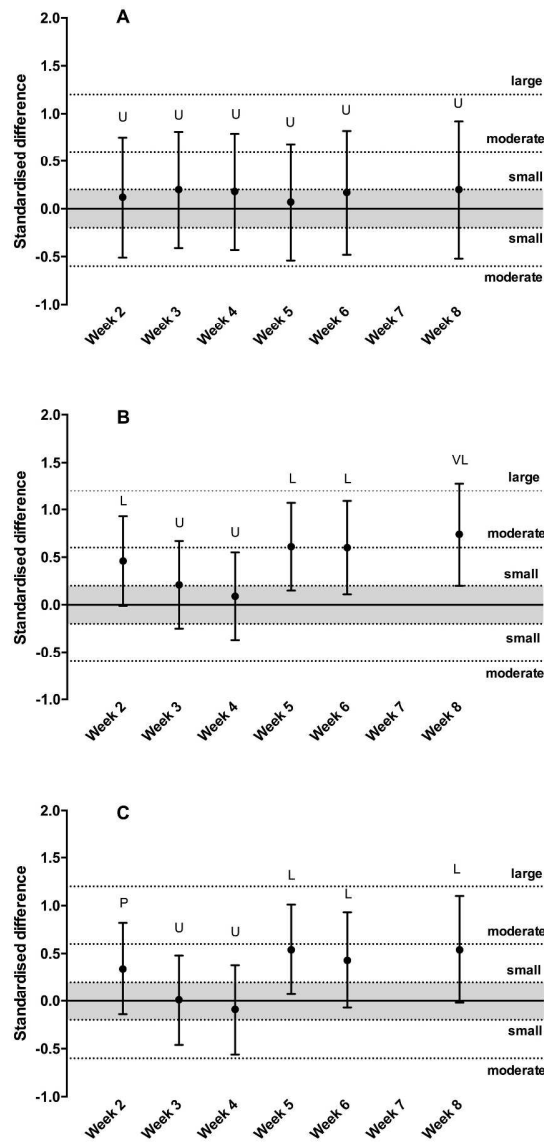 A
2.0
large
1.5
U U U U U U
1.0
moderate
0.5
small
0.0
small
-0.5
moderate
-1.0
Standardised difference
Week 2 Week 3 Week 4 Week 5 Week 6 Week 7 Week 8
B
2.0
VL
L L L
large
1.5
U U
1.0
moderate
0.5
small
0.0
small
-0.5
moderate
-1.0
Standardised difference
Week 2 Week 3 Week 4 Week 5 Week 6 Week 7 Week 8
C
2.0
L L L
large
1.5
P U U
1.0
moderate
0.5
small
0.0
small
-0.5
moderate
-1.0
Standardised difference
Week 2 Week 3 Week 4 Week 5 Week 6 Week 7 Week 8